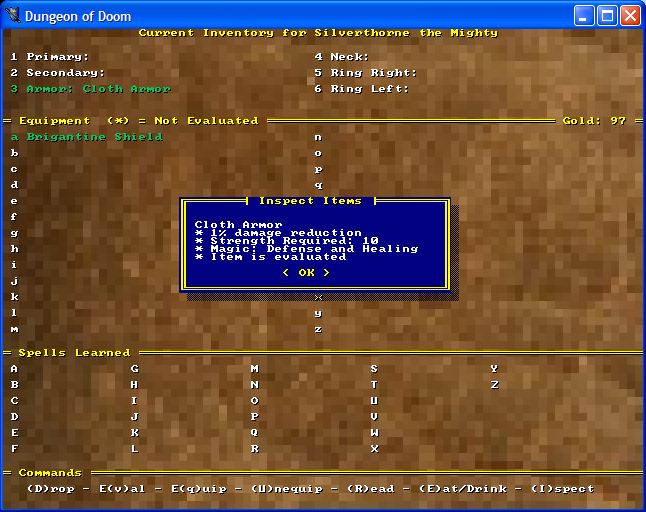 Dungeon of Doom
Current Inventory for Silverthorne the Mighty
1 Primary: 4 Neck:
2 Secondary: 5 Ring Right:
3 Armor: Cloth Armor 6 Ring Left:
Equipment (*) = Not Evaluated Gold: 97
a Brigantine Shield n
b o
c p
d q
e
f
g
h
i
j
k x
l y
m z
Inspect Items
Cloth Armor
* 1% damage reduction
* Strength Required: 10
* Magic: Defense and Healing
* Item is evaluated
< OK >
Spells Learned
A G M S Y
B H N T Z
C I O U
D J P V
E K Q W
F L R X
Commands
(D)rop - E(v)al - E(q)uip - (U)nequip - (R)ead - (E)at/Drink - (I)spect